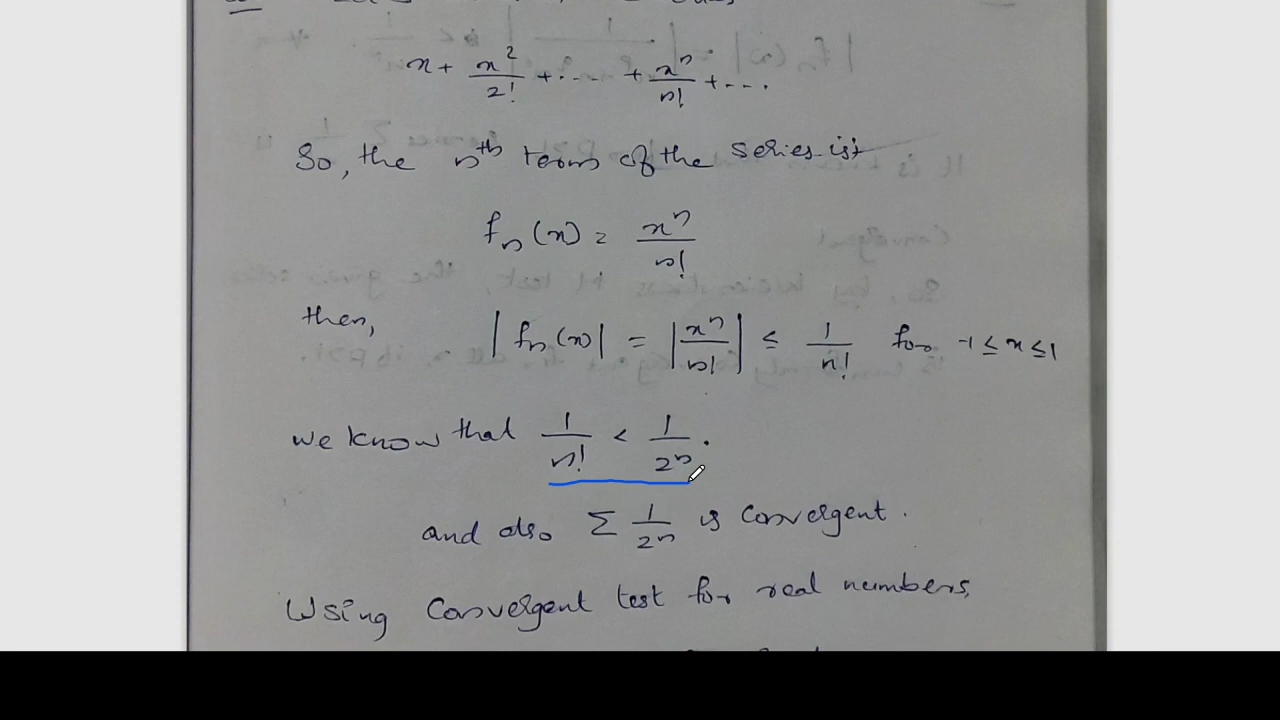 x + x²/2! + ..... + xⁿ/n! + ....
So, the nᵗʰ term of the series is
fₙ(x) = xⁿ/n!
then, |fₙ(x)| = |xⁿ/n!| ≤ 1/n! for -1 ≤ x ≤ 1
we know that 1/n! < 1/2ⁿ.
and also Σ 1/2ⁿ is convergent.
Using Convergent test for real numbers,